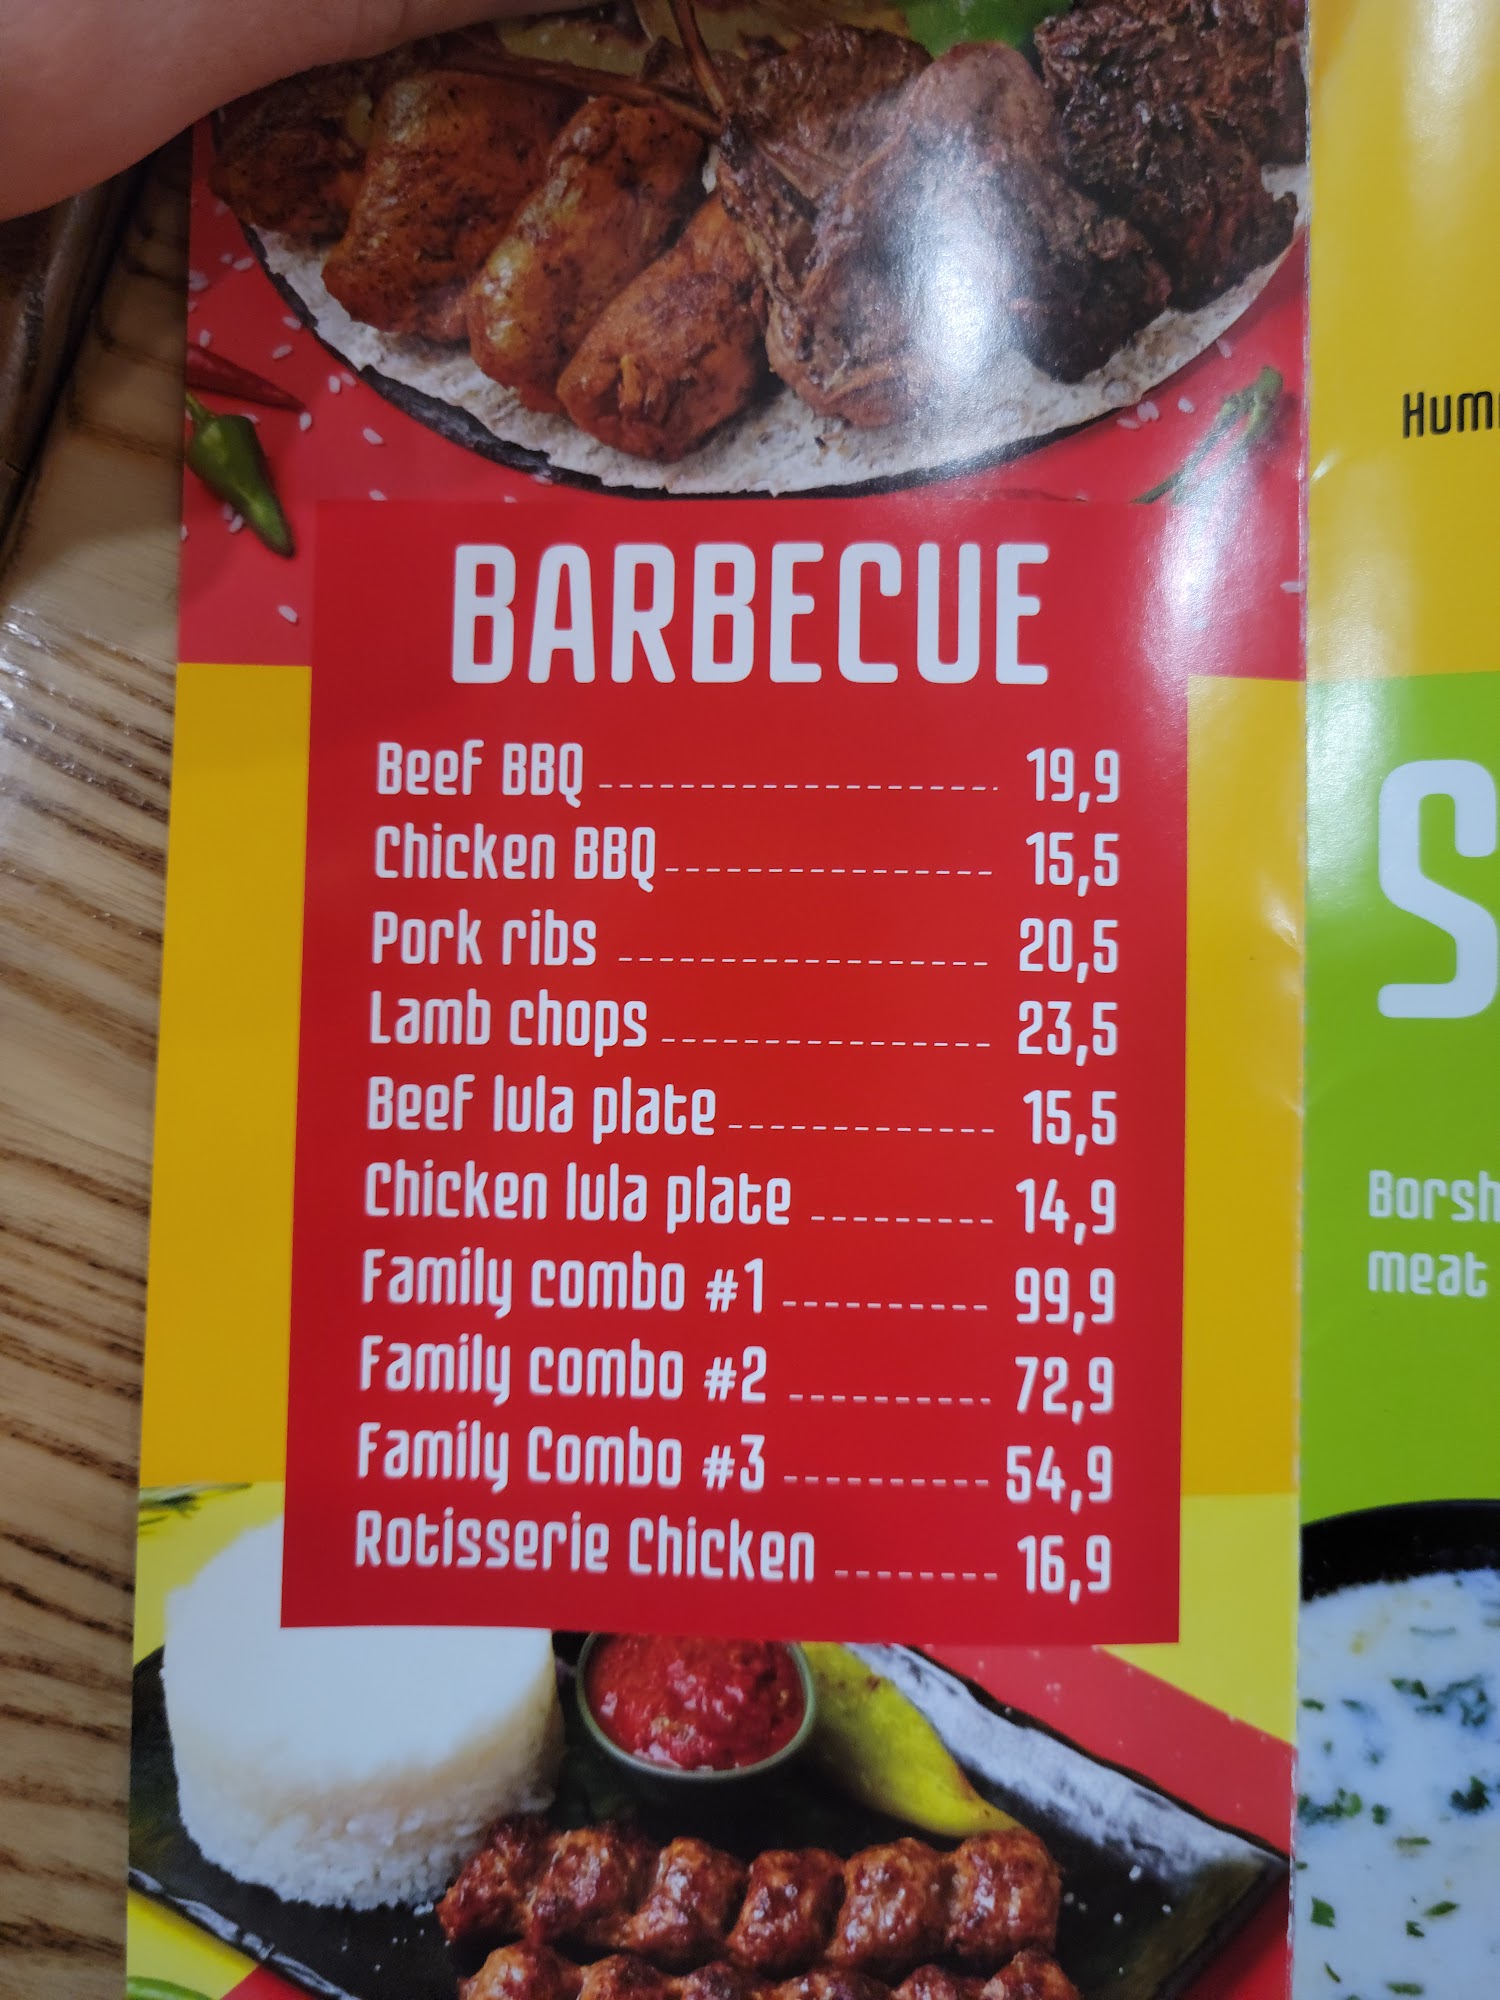 BARBECUE
Beef BBQ 19,9
Chicken BBQ 15,5
Pork ribs 20,5
Lamb chops 23,5
Beef lula plate 15,5
Chicken lula plate 14,9
Family combo #1 99,9
Family combo #2 72,9
Family Combo #3 54,9
Rotisserie Chicken 16,9
meat